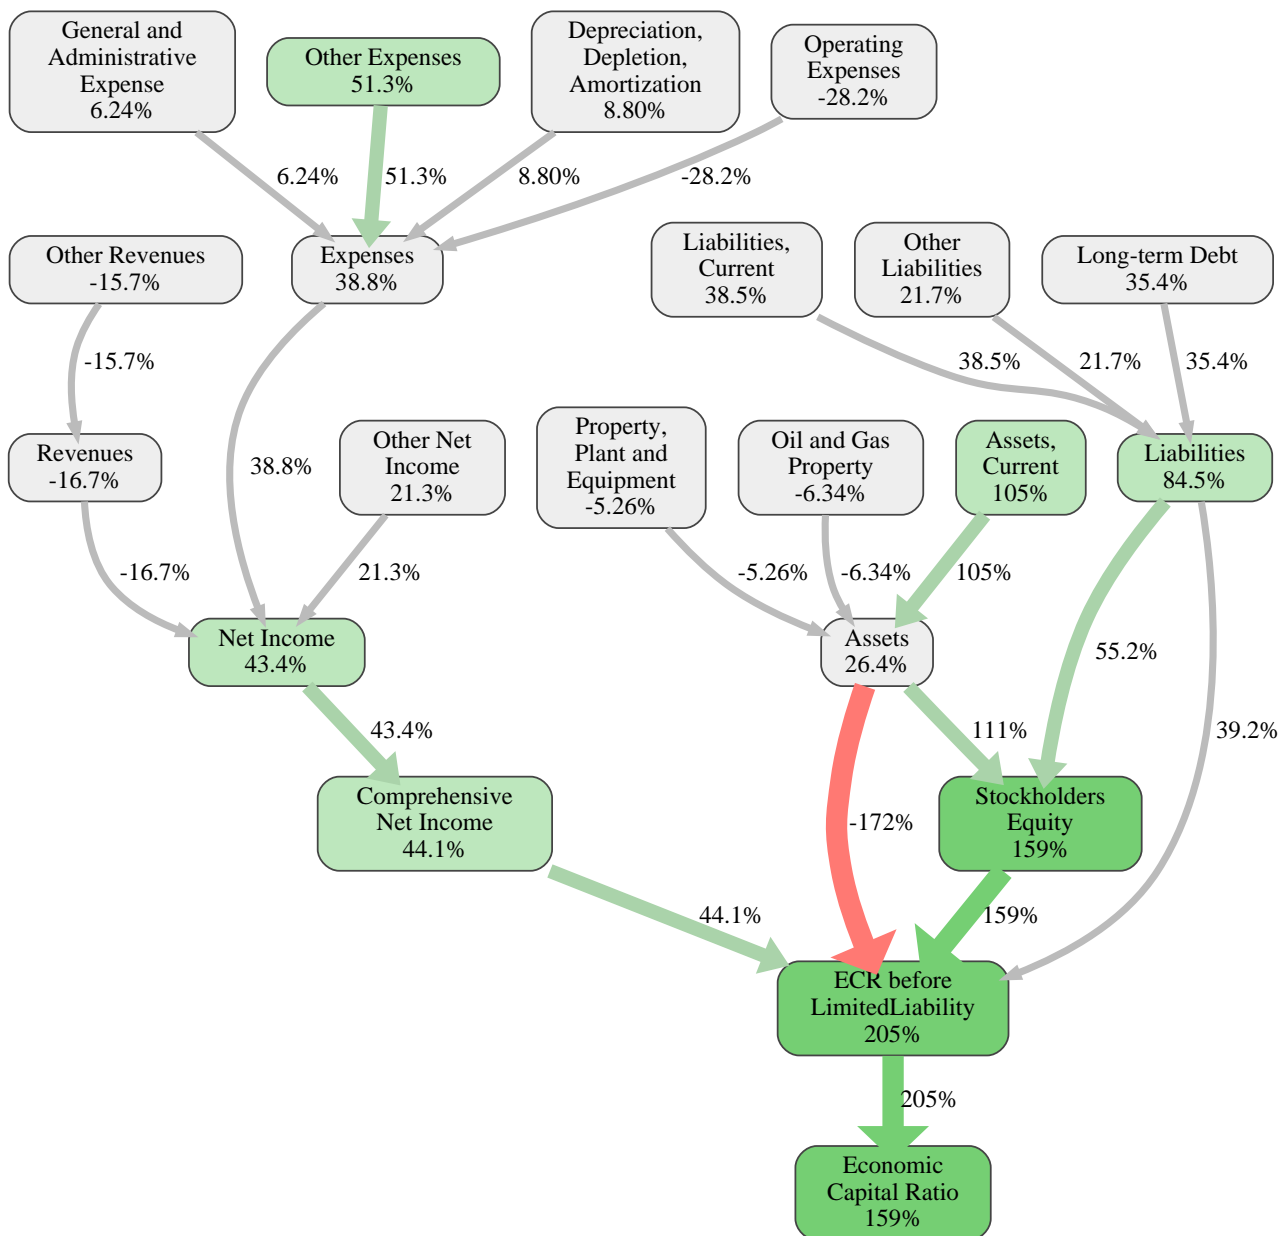 General and
Administrative
Expense
6.24%
Other Expenses
51.3%
Depreciation,
Depletion,
Amortization
8.80%
Operating
Expenses
-28.2%
6.24%
51.3%
8.80%
-28.2%
Other Revenues
-15.7%
Expenses
38.8%
Liabilities,
Current
38.5%
Other
Liabilities
21.7%
Long-term Debt
35.4%
-15.7%
38.5%
21.7%
35.4%
Revenues
-16.7%
38.8%
Other Net
Income
21.3%
Property,
Plant and
Equipment
-5.26%
Oil and Gas
Property
-6.34%
Assets,
Current
105%
Liabilities
84.5%
-16.7%
21.3%
-5.26%
-6.34%
105%
Net Income
43.4%
Assets
26.4%
55.2%
43.4%
111%
39.2%
Comprehensive
Net Income
44.1%
-172%
Stockholders
Equity
159%
44.1%
159%
ECR before
LimitedLiability
205%
205%
Economic
Capital Ratio
159%